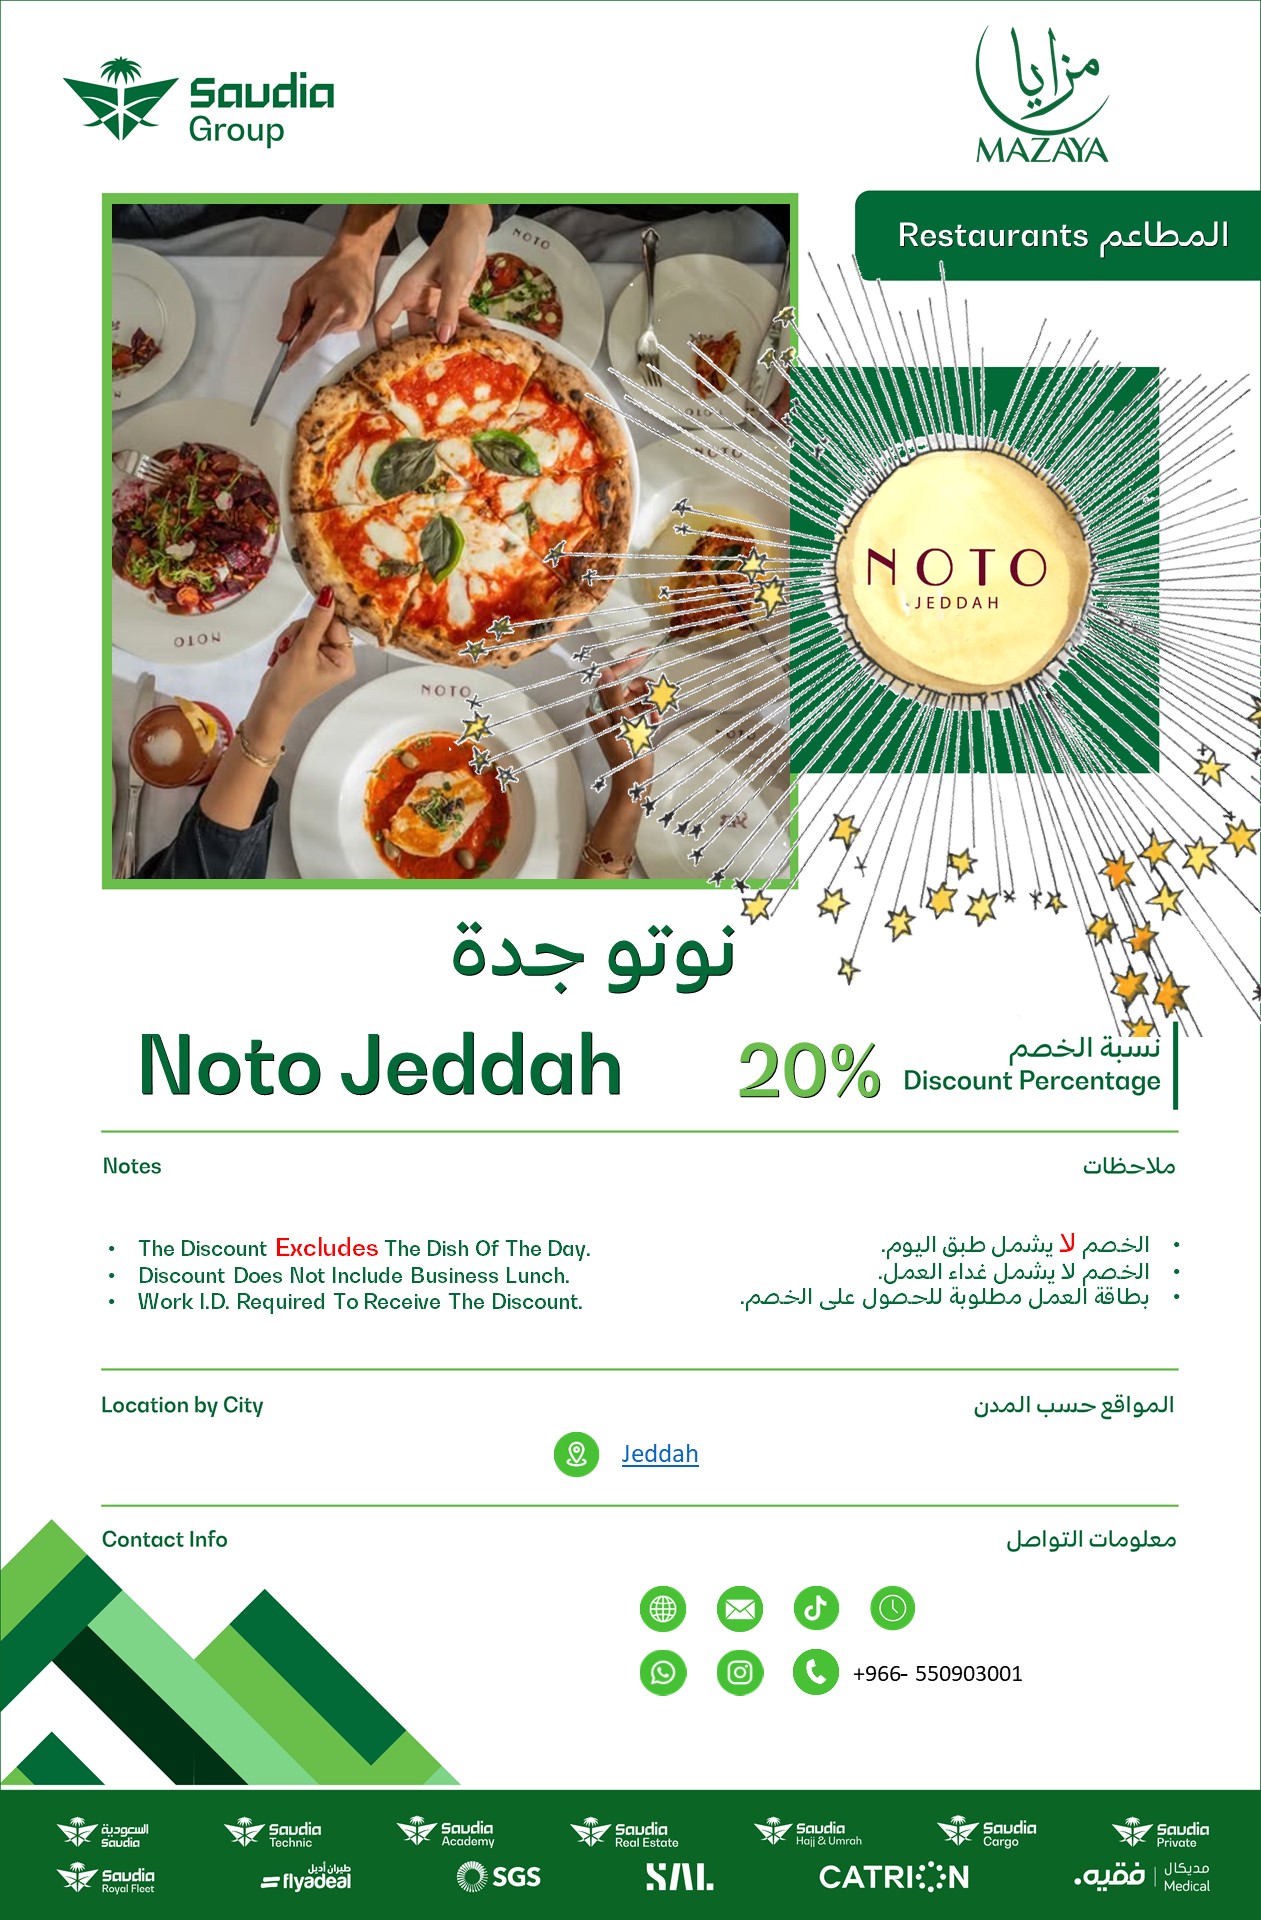 Saudia
Group
مزايا
MAZAYA
Restaurants المطاعم
NOTO
NOTO
NOTO
NOTO
NOTO
NOTO
JEDDAH
نوتو جدة
Noto Jeddah
20%
نسبة الخصم
Discount Percentage
Notes
ملاحظات
• The Discount Excludes The Dish Of The Day.
• Discount Does Not Include Business Lunch.
• Work I.D. Required To Receive The Discount.
• الخصم لا يشمل طبق اليوم.
• الخصم لا يشمل غداء العمل.
• بطاقة العمل مطلوبة للحصول على الخصم.
Location by City
المواقع حسب المدن
Jeddah
Contact Info
معلومات التواصل
+966- 550903001
السعودية
Saudia
Saudia
Technic
Saudia
Academy
Saudia
Real Estate
Saudia
Hajj & Umrah
Saudia
Cargo
Saudia
Private
Saudia
Royal Fleet
طيران أديل
flyadeal
SGS
SAL
CATRION
فقيه.
مديكال
Medical